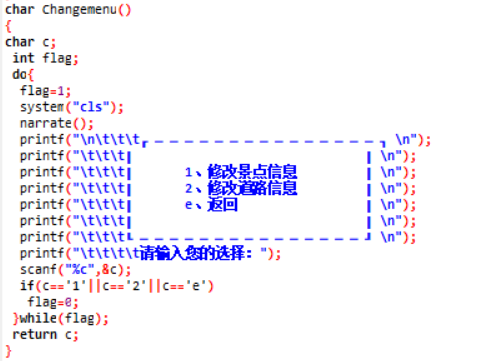 char Changemenu()
{
char c;
int flag;
do{
flag=1;
system("cls");
narrate();
printf("\n\t\t\t┏ － － － － － － － － － － － － － － － ┓ \n");
printf("\t\t\t┃ ┃ \n");
printf("\t\t\t┃ 1、修改景点信息 ┃ \n");
printf("\t\t\t┃ 2、修改道路信息 ┃ \n");
printf("\t\t\t┃ e、返回 ┃ \n");
printf("\t\t\t┃ ┃ \n");
printf("\t\t\t┗ － － － － － － － － － － － － － － － ┛ \n");
printf("\t\t\t\t请输入您的选择：");
scanf("%c",&c);
if(c=='1'||c=='2'||c=='e')
flag=0;
}while(flag);
return c;
}